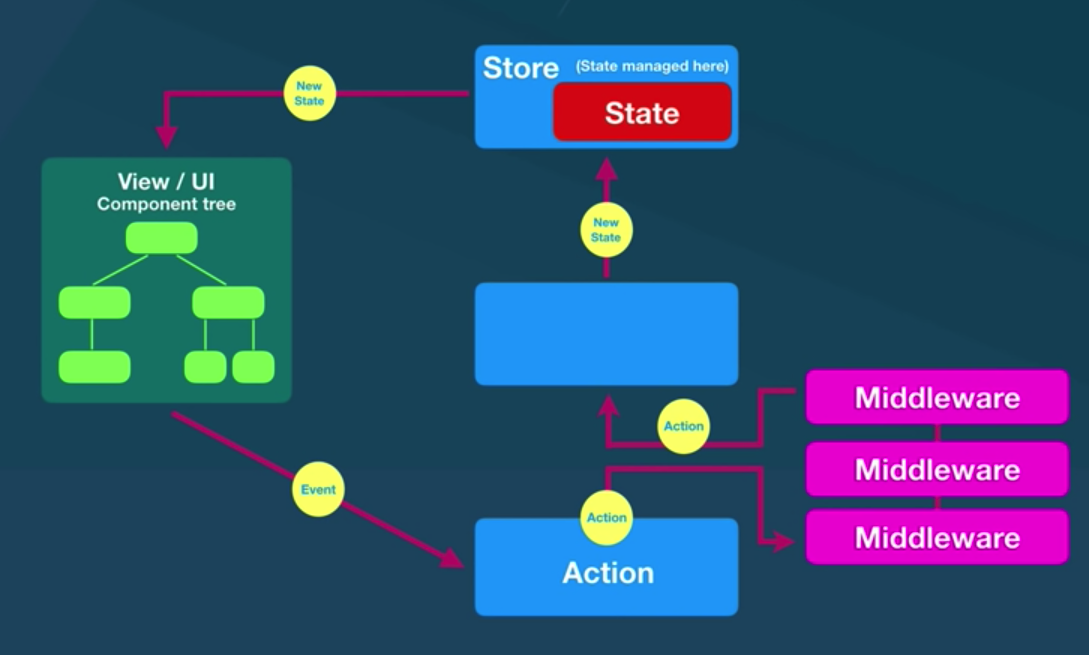 Store (State managed here)
State
New
State
View / UI
Component tree
New
State
Middleware
Action
Middleware
Event
Action
Middleware
Action